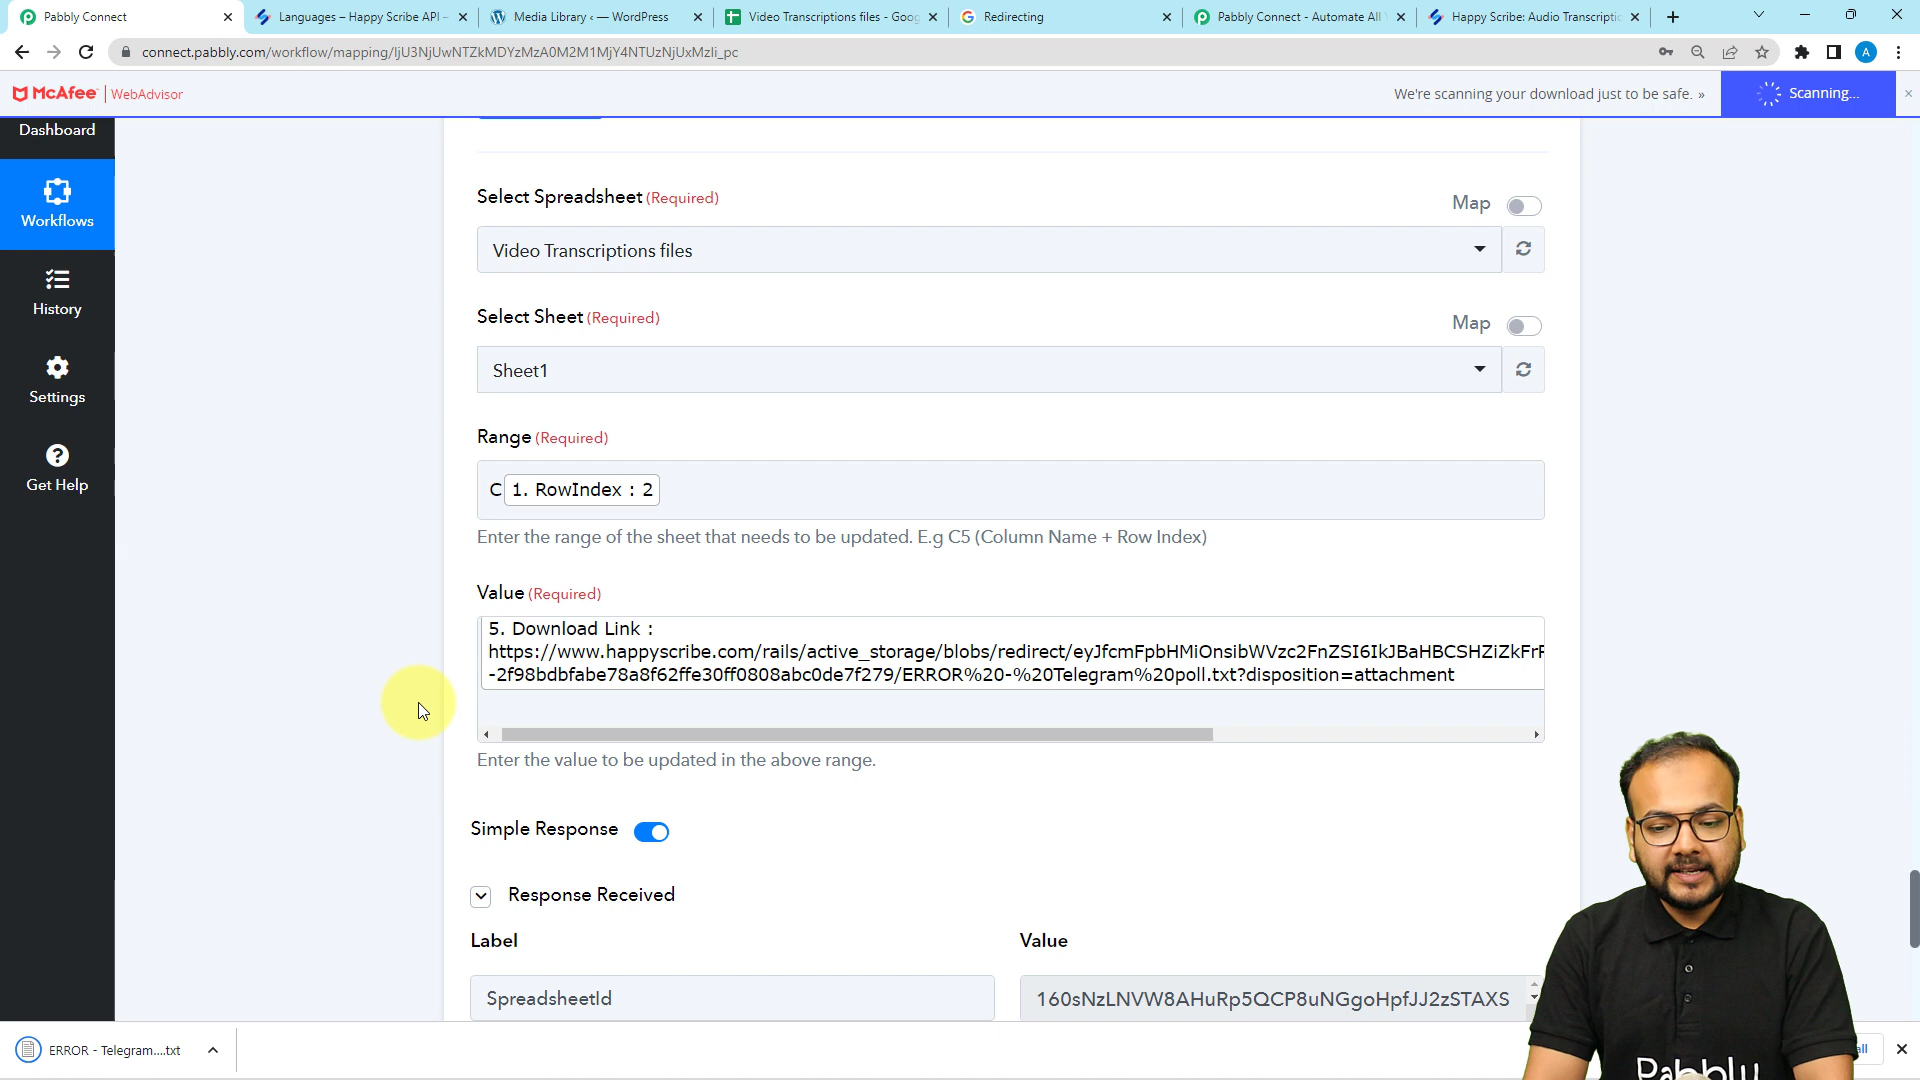 Pabbly Connect
Languages – Happy Scribe API –
Media Library ‹ — WordPress
Video Transcriptions files - Goog
Redirecting
Pabbly Connect - Automate All
Happy Scribe: Audio Transcriptio
connect.pabbly.com/workflow/mapping/IjU3NjUwNTZkMDYzMzA0M2M1MjY4NTUzNjUxMzIi_pc
A
McAfee | WebAdvisor
We're scanning your download just to be safe. »
Scanning...
Dashboard
Workflows
History
Settings
Get Help
Select Spreadsheet (Required)
Map
Video Transcriptions files
Select Sheet (Required)
Map
Sheet1
Range (Required)
C 1. RowIndex : 2
Enter the range of the sheet that needs to be updated. E.g C5 (Column Name + Row Index)
Value (Required)
5. Download Link :
https://www.happyscribe.com/rails/active_storage/blobs/redirect/eyJfcmFpbHMiOnsibWVzc2FnZSI6IkJBaHBCSHZiZkFrF
-2f98bdbfabe78a8f62ffe30ff0808abc0de7f279/ERROR%20-%20Telegram%20poll.txt?disposition=attachment
Enter the value to be updated in the above range.
Simple Response
Response Received
Label
Value
SpreadsheetId
160sNzLNVW8AHuRp5QCP8uNGgoHpfJJ2zSTAXS
ERROR - Telegram....txt
all
Pabbly